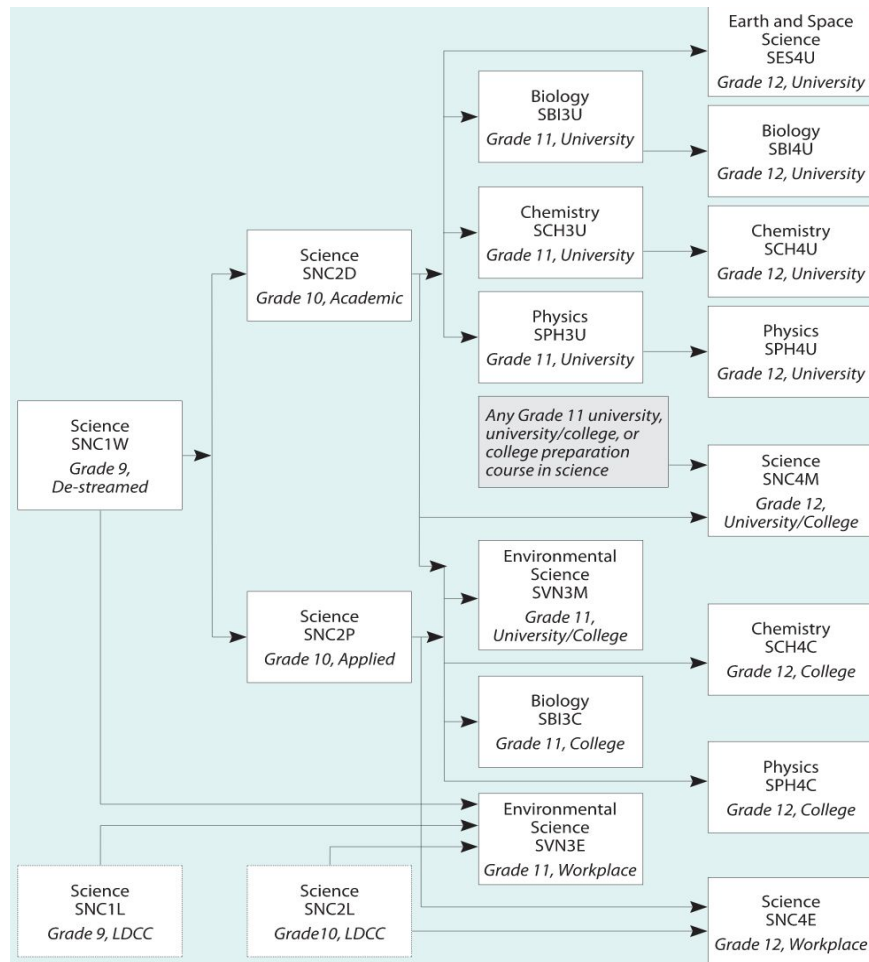 Earth and Space
Science
SES4U
Grade 12, University
Biology
SBI3U
Grade 11, University
Biology
SBI4U
Grade 12, University
Chemistry
SCH3U
Grade 11, University
Chemistry
SCH4U
Grade 12, University
Science
SNC2D
Grade 10, Academic
Physics
SPH3U
Grade 11, University
Physics
SPH4U
Grade 12, University
Science
SNC1W
Grade 9,
De-streamed
Any Grade 11 university,
university/college, or
college preparation
course in science
Science
SNC4M
Grade 12,
University/College
Environmental
Science
SVN3M
Grade 11,
University/College
Science
SNC2P
Grade 10, Applied
Chemistry
SCH4C
Grade 12, College
Biology
SBI3C
Grade 11, College
Physics
SPH4C
Grade 12, College
Environmental
Science
SVN3E
Grade 11, Workplace
Science
SNC1L
Grade 9, LDCC
Science
SNC2L
Grade10, LDCC
Science
SNC4E
Grade 12, Workplace